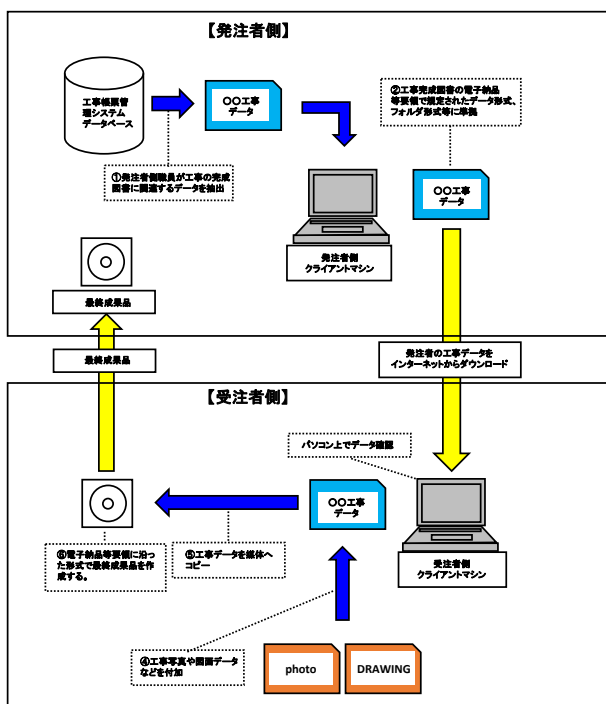 【発注者側】
工事帳票管
理システム
データベース
〇〇工事
データ
②工事完成図書の電子納品
等要領で規定されたデータ形式、
フォルダ形式等に準拠
①発注者側職員が工事の完成
図書に関連するデータを抽出
〇〇工事
データ
発注者側
クライアントマシン
最終成果品
最終成果品
発注者の工事データを
インターネットからダウンロード
【受注者側】
パソコン上でデータ確認
〇〇工事
データ
⑥電子納品等要領に沿っ
た形式で最終成果品を作
成する。
⑤工事データを媒体へ
コピー
受注者側
クライアントマシン
④工事写真や図面データ
などを付加
photo
DRAWING